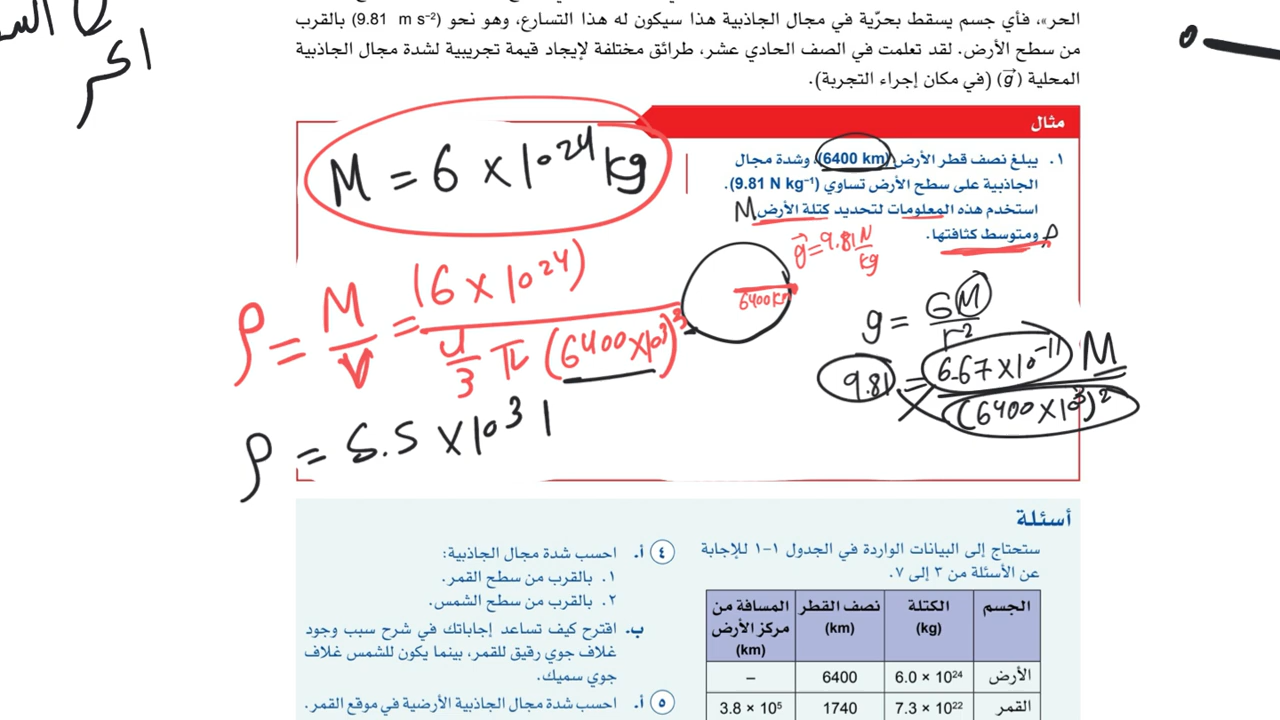 الحر»، فأي جسم يسقط بحرّية في مجال الجاذبية هذا سيكون له هذا التسارع، وهو نحو (9.81 m s⁻²) بالقرب
من سطح الأرض. لقد تعلمت في الصف الحادي عشر، طرائق مختلفة لإيجاد قيمة تجريبية لشدة مجال الجاذبية
المحلية (g⃗) (في مكان إجراء التجربة).
اكبر
مثال
١. يبلغ نصف قطر الأرض (6400 km) وشدة مجال
الجاذبية على سطح الأرض تساوي (9.81 N kg⁻¹).
استخدم هذه المعلومات لتحديد كتلة الأرض M
ومتوسط كثافتها. ρ
M = 6 × 10²⁴ kg
g⃗ = 9.81 N/kg
6400 km
g = GM/r²
9.81 = 6.67 × 10⁻¹¹ M / (6400 × 10³)²
ρ = M/V = (6 × 10²⁴) / 4/3 π (6400 × 10³)³
ρ = 5.5 × 10³
أسئلة
ستحتاج إلى البيانات الواردة في الجدول ١-١ للإجابة
عن الأسئلة من ٣ إلى ٧.
الجسم الكتلة (kg) نصف القطر (km) المسافة من مركز الأرض (km)
الأرض 6.0 × 10²⁴ 6400 –
القمر 7.3 × 10²² 1740 3.8 × 10⁵
٤ أ. احسب شدة مجال الجاذبية:
١. بالقرب من سطح القمر.
٢. بالقرب من سطح الشمس.
ب. اقترح كيف تساعد إجاباتك في شرح سبب وجود
غلاف جوي رقيق للقمر، بينما يكون للشمس غلاف
جوي سميك.
٥ أ. احسب شدة مجال الجاذبية الأرضية في موقع القمر.